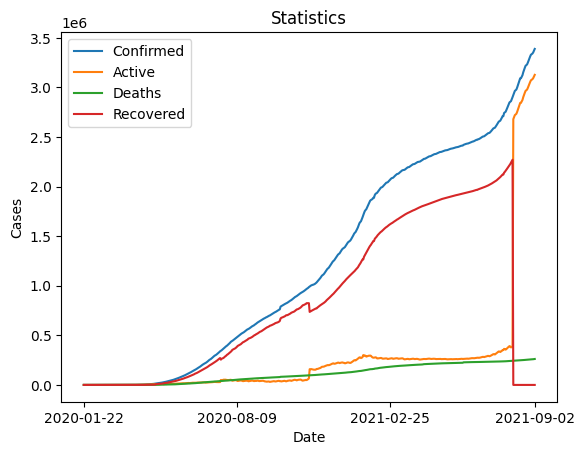 Statistics
1e6
3.5
3.0
2.5
2.0
1.5
1.0
0.5
0.0
Cases
Confirmed
Active
Deaths
Recovered
2020-01-22 2020-08-09 2021-02-25 2021-09-02
Date